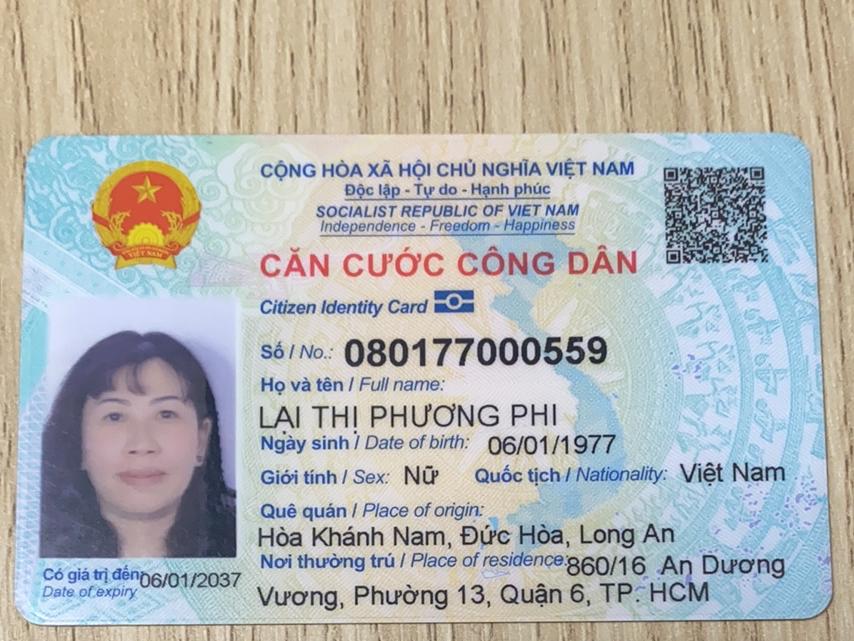 CỘNG HÒA XÃ HỘI CHỦ NGHĨA VIỆT NAM
Độc lập - Tự do - Hạnh phúc
SOCIALIST REPUBLIC OF VIET NAM
Independence - Freedom - Happiness
VIỆT NAM
CĂN CƯỚC CÔNG DÂN
Citizen Identity Card
Số / No.: 080177000559
Họ và tên / Full name:
LẠI THỊ PHƯƠNG PHI
Ngày sinh / Date of birth: 06/01/1977
Giới tính / Sex: Nữ Quốc tịch / Nationality: Việt Nam
Quê quán / Place of origin:
Hòa Khánh Nam, Đức Hòa, Long An
Nơi thường trú / Place of residence: 860/16 An Dương
Vương, Phường 13, Quận 6, TP. HCM
Có giá trị đến: 06/01/2037
Date of expiry